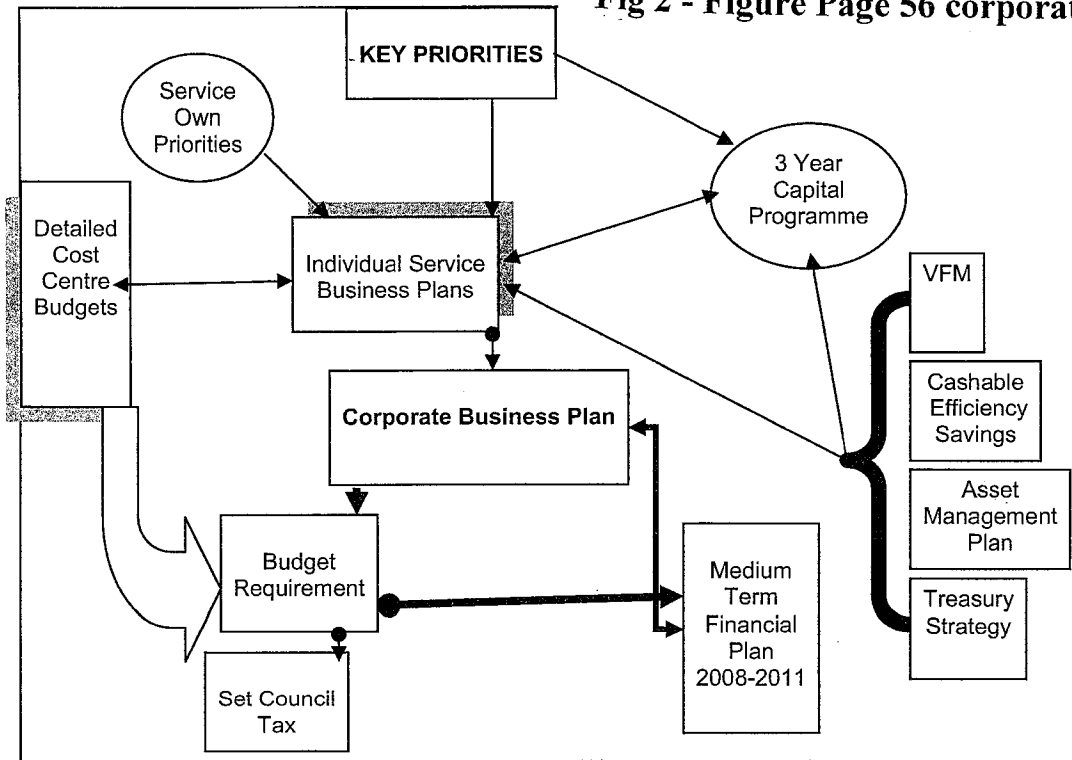 Fig 2 - Figure Page 56 corporat
KEY PRIORITIES
Service
Own
Priorities
3 Year
Capital
Programme
Detailed
Cost
Centre
Budgets
Individual Service
Business Plans
VFM
Cashable
Efficiency
Savings
Corporate Business Plan
Asset
Management
Plan
Budget
Requirement
Medium
Term
Financial
Plan
2008-2011
Treasury
Strategy
Set Council
Tax